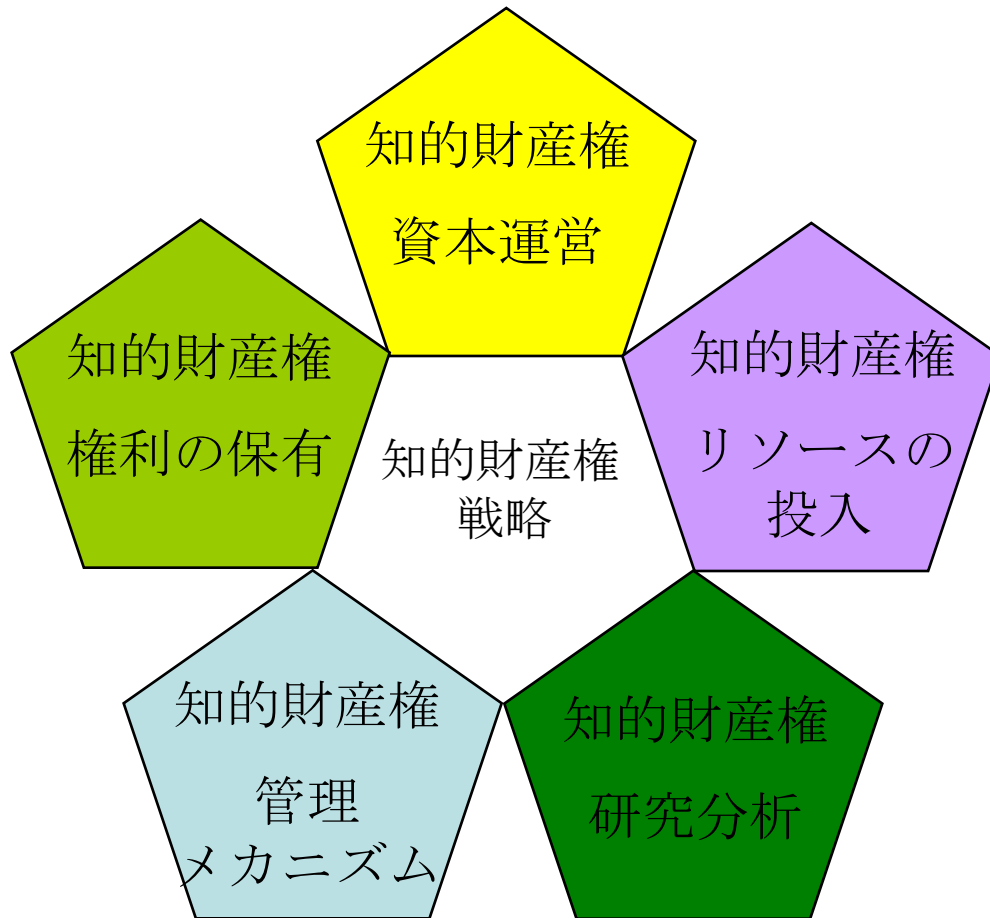 知的財産権
資本運営
知的財産権
権利の保有
知的財産権
リソースの
投入
知的財産権
戦略
知的財産権
管理
メカニズム
知的財産権
研究分析